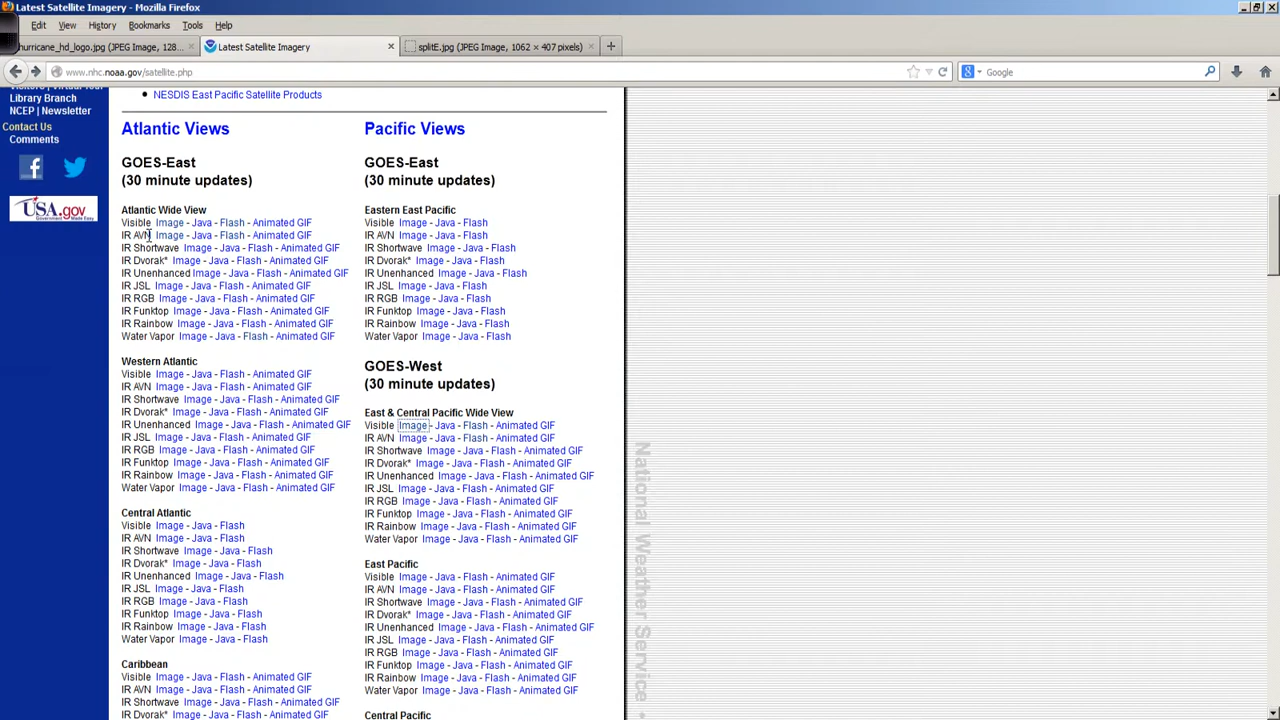 Latest Satellite Imagery - Mozilla Firefox
Edit View History Bookmarks Tools Help
hurricane_hd_logo.jpg (JPEG Image, 128...
Latest Satellite Imagery
splitE.jpg (JPEG Image, 1062 × 407 pixels)
www.nhc.noaa.gov/satellite.php
Google
Visitors | Virtual Tour
Library Branch
NCEP | Newsletter
Contact Us
Comments
USA.gov
Government Made Easy
NESDIS East Pacific Satellite Products
Atlantic Views
GOES-East
(30 minute updates)
Atlantic Wide View
Visible Image - Java - Flash - Animated GIF
IR AVN Image - Java - Flash - Animated GIF
IR Shortwave Image - Java - Flash - Animated GIF
IR Dvorak* Image - Java - Flash - Animated GIF
IR Unenhanced Image - Java - Flash - Animated GIF
IR JSL Image - Java - Flash - Animated GIF
IR RGB Image - Java - Flash - Animated GIF
IR Funktop Image - Java - Flash - Animated GIF
IR Rainbow Image - Java - Flash - Animated GIF
Water Vapor Image - Java - Flash - Animated GIF
Western Atlantic
Visible Image - Java - Flash - Animated GIF
IR AVN Image - Java - Flash - Animated GIF
IR Shortwave Image - Java - Flash - Animated GIF
IR Dvorak* Image - Java - Flash - Animated GIF
IR Unenhanced Image - Java - Flash - Animated GIF
IR JSL Image - Java - Flash - Animated GIF
IR RGB Image - Java - Flash - Animated GIF
IR Funktop Image - Java - Flash - Animated GIF
IR Rainbow Image - Java - Flash - Animated GIF
Water Vapor Image - Java - Flash - Animated GIF
Central Atlantic
Visible Image - Java - Flash
IR AVN Image - Java - Flash
IR Shortwave Image - Java - Flash
IR Dvorak* Image - Java - Flash
IR Unenhanced Image - Java - Flash
IR JSL Image - Java - Flash
IR RGB Image - Java - Flash
IR Funktop Image - Java - Flash
IR Rainbow Image - Java - Flash
Water Vapor Image - Java - Flash
Caribbean
Visible Image - Java - Flash - Animated GIF
IR AVN Image - Java - Flash - Animated GIF
IR Shortwave Image - Java - Flash - Animated GIF
IR Dvorak* Image - Java - Flash - Animated GIF
Pacific Views
GOES-East
(30 minute updates)
Eastern East Pacific
Visible Image - Java - Flash
IR AVN Image - Java - Flash
IR Shortwave Image - Java - Flash
IR Dvorak* Image - Java - Flash
IR Unenhanced Image - Java - Flash
IR JSL Image - Java - Flash
IR RGB Image - Java - Flash
IR Funktop Image - Java - Flash
IR Rainbow Image - Java - Flash
Water Vapor Image - Java - Flash
GOES-West
(30 minute updates)
East & Central Pacific Wide View
Visible Image - Java - Flash - Animated GIF
IR AVN Image - Java - Flash - Animated GIF
IR Shortwave Image - Java - Flash - Animated GIF
IR Dvorak* Image - Java - Flash - Animated GIF
IR Unenhanced Image - Java - Flash - Animated GIF
IR JSL Image - Java - Flash - Animated GIF
IR RGB Image - Java - Flash - Animated GIF
IR Funktop Image - Java - Flash - Animated GIF
IR Rainbow Image - Java - Flash - Animated GIF
Water Vapor Image - Java - Flash - Animated GIF
East Pacific
Visible Image - Java - Flash - Animated GIF
IR AVN Image - Java - Flash - Animated GIF
IR Shortwave Image - Java - Flash - Animated GIF
IR Dvorak* Image - Java - Flash - Animated GIF
IR Unenhanced Image - Java - Flash - Animated GIF
IR JSL Image - Java - Flash - Animated GIF
IR RGB Image - Java - Flash - Animated GIF
IR Funktop Image - Java - Flash - Animated GIF
IR Rainbow Image - Java - Flash - Animated GIF
Water Vapor Image - Java - Flash - Animated GIF
Central Pacific
National Weather Service